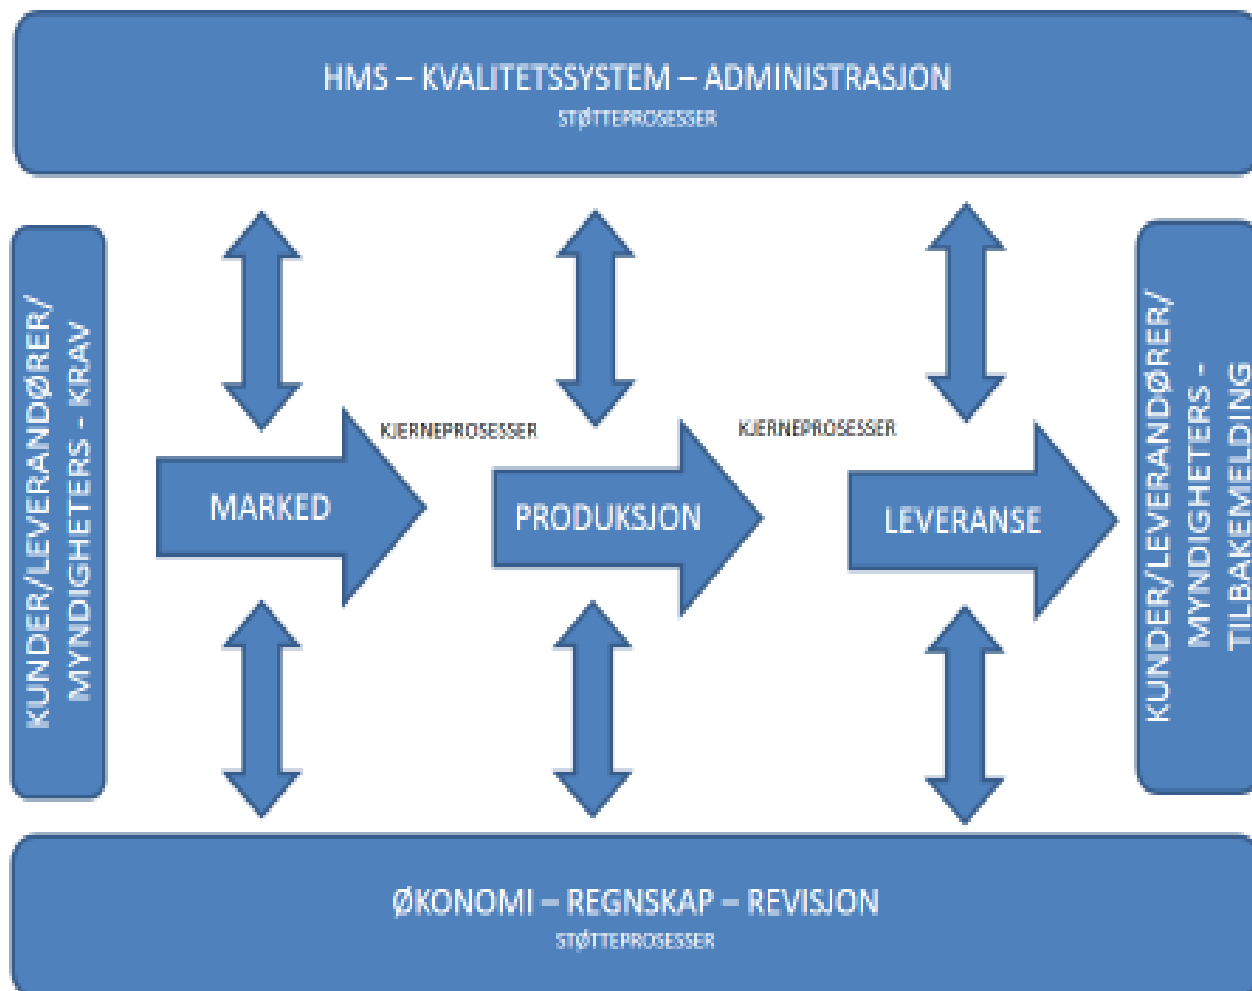 HMS – KVALITETSSYSTEM – ADMINISTRASJON
STØTTEPROSESSER
KUNDER/LEVERANDØRER/
MYNDIGHETERS - KRAV
KJERNEPROSESSER
KJERNEPROSESSER
MARKED
PRODUKSJON
LEVERANSE
KUNDER/LEVERANDØRER/
MYNDIGHETERS -
TILBAKEMELDING
ØKONOMI – REGNSKAP – REVISJON
STØTTEPROSESSER